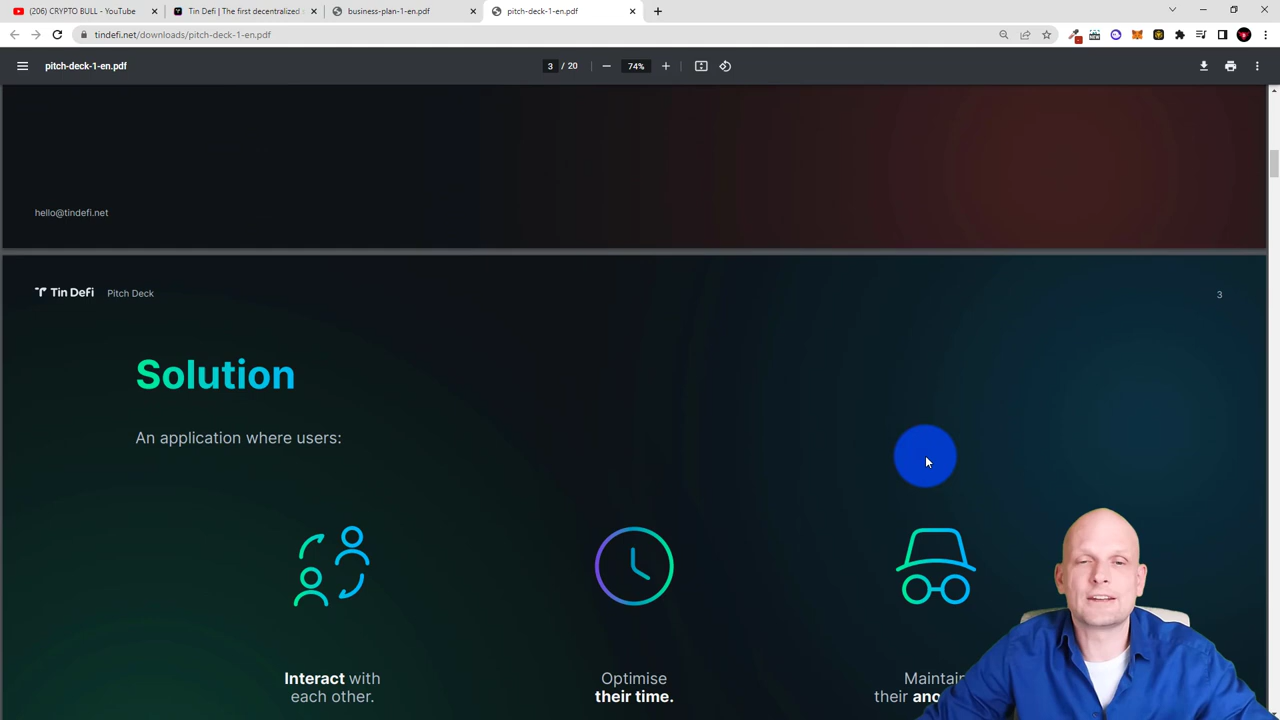 (206) CRYPTO BULL - YouTube
Tin Defi | The first decentralized
business-plan-1-en.pdf
pitch-deck-1-en.pdf
tindefi.net/downloads/pitch-deck-1-en.pdf
pitch-deck-1-en.pdf
3 / 20
74%
hello@tindefi.net
Tin Defi
Pitch Deck
3
Solution
An application where users:
Interact with
each other.
Optimise
their time.
Maintain
their